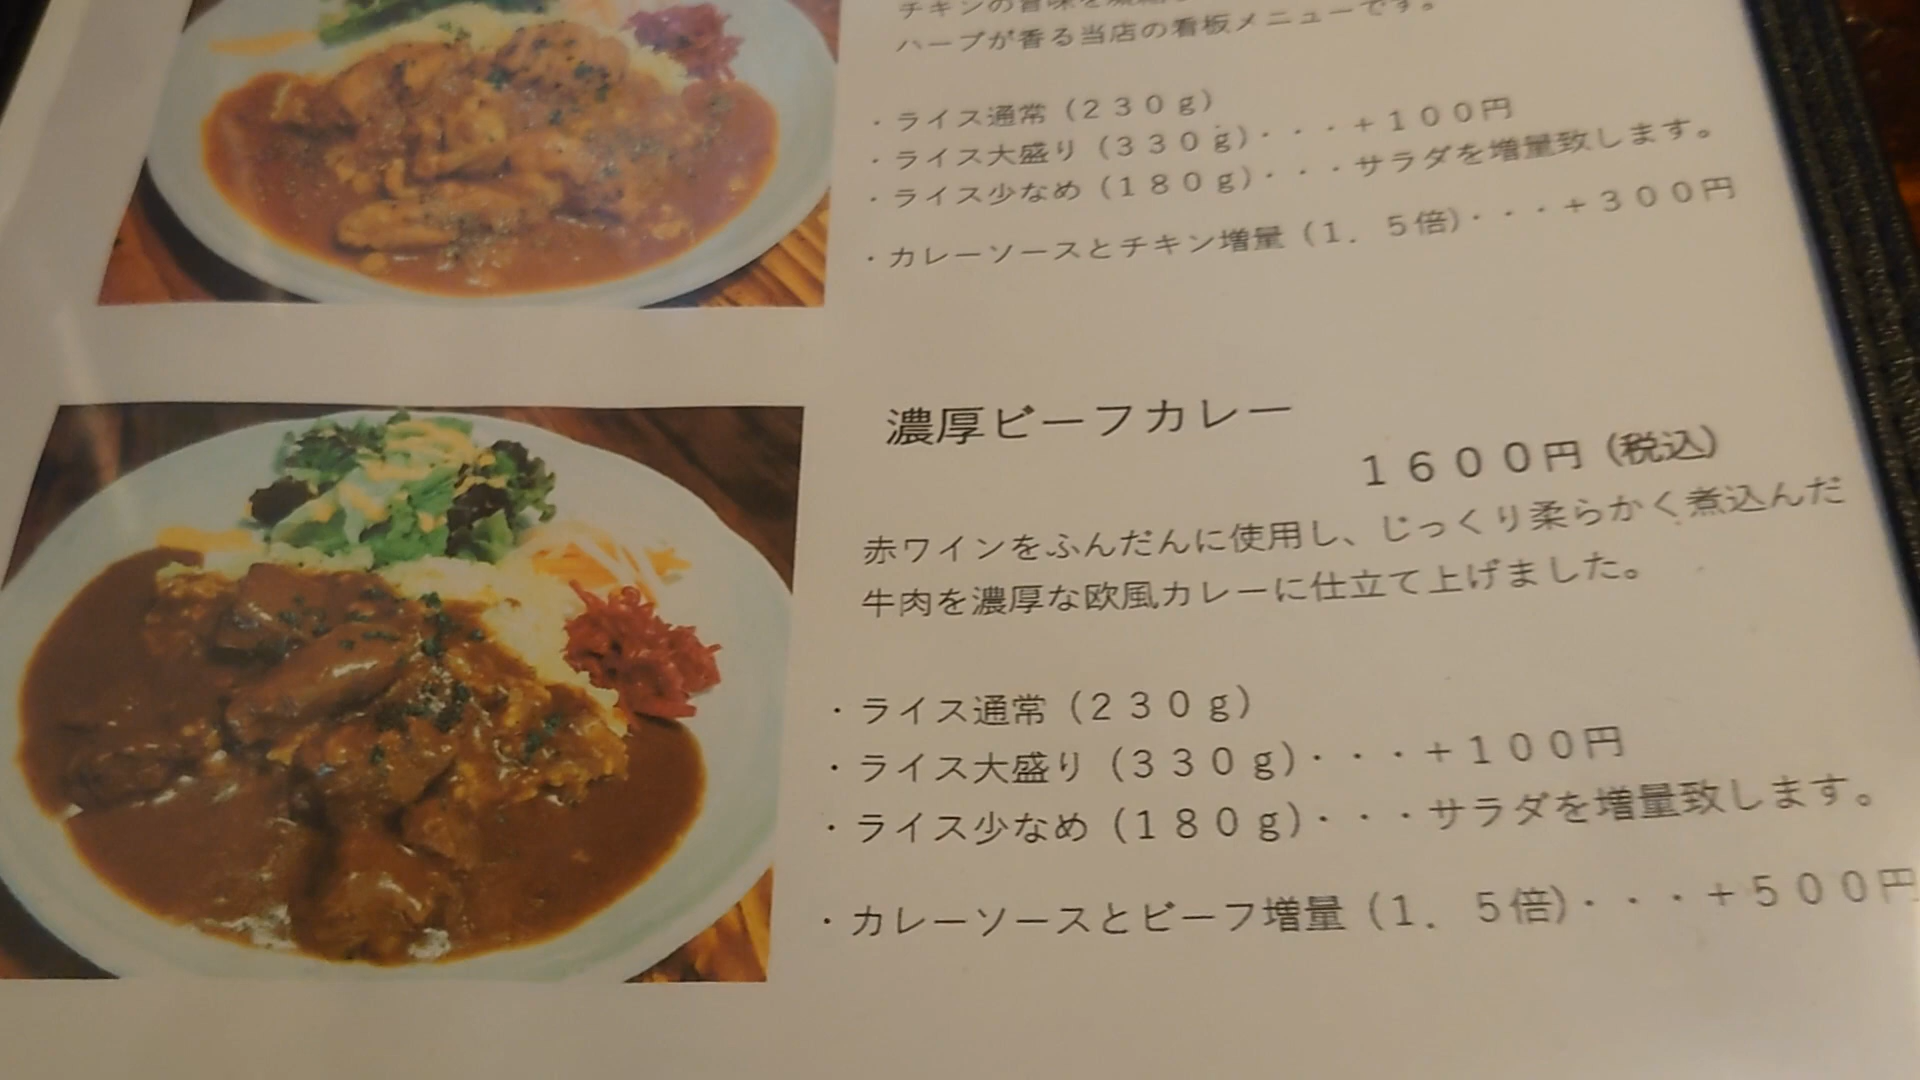 チキンの旨味を凝縮
ハーブが香る当店の看板メニューです。
・ライス通常（２３０ｇ）
・ライス大盛り（３３０ｇ）・・・＋１００円
・ライス少なめ（１８０ｇ）・・・サラダを増量致します。
・カレーソースとチキン増量（１．５倍）・・・＋３００円
濃厚ビーフカレー
１６００円（税込）
赤ワインをふんだんに使用し、じっくり柔らかく煮込んだ
牛肉を濃厚な欧風カレーに仕立て上げました。
・ライス通常（２３０ｇ）
・ライス大盛り（３３０ｇ）・・・＋１００円
・ライス少なめ（１８０ｇ）・・・サラダを増量致します。
・カレーソースとビーフ増量（１．５倍）・・・＋５００円